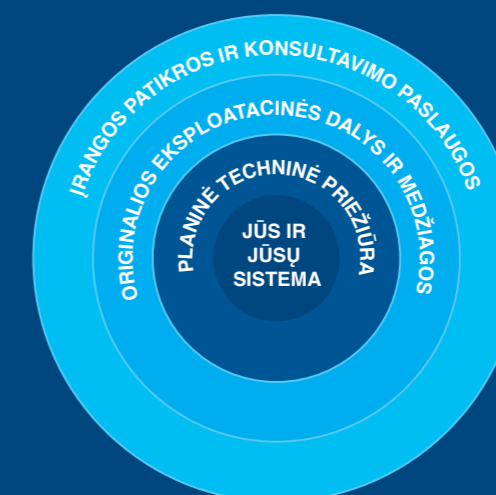 ĮRANGOS PATIKROS IR KONSULTAVIMO PASLAUGOS
ORIGINALIOS EKSPLOATACINĖS DALYS IR MEDŽIAGOS
PLANINĖ TECHNINĖ PRIEŽIŪRA
JŪS IR
JŪSŲ
SISTEMA